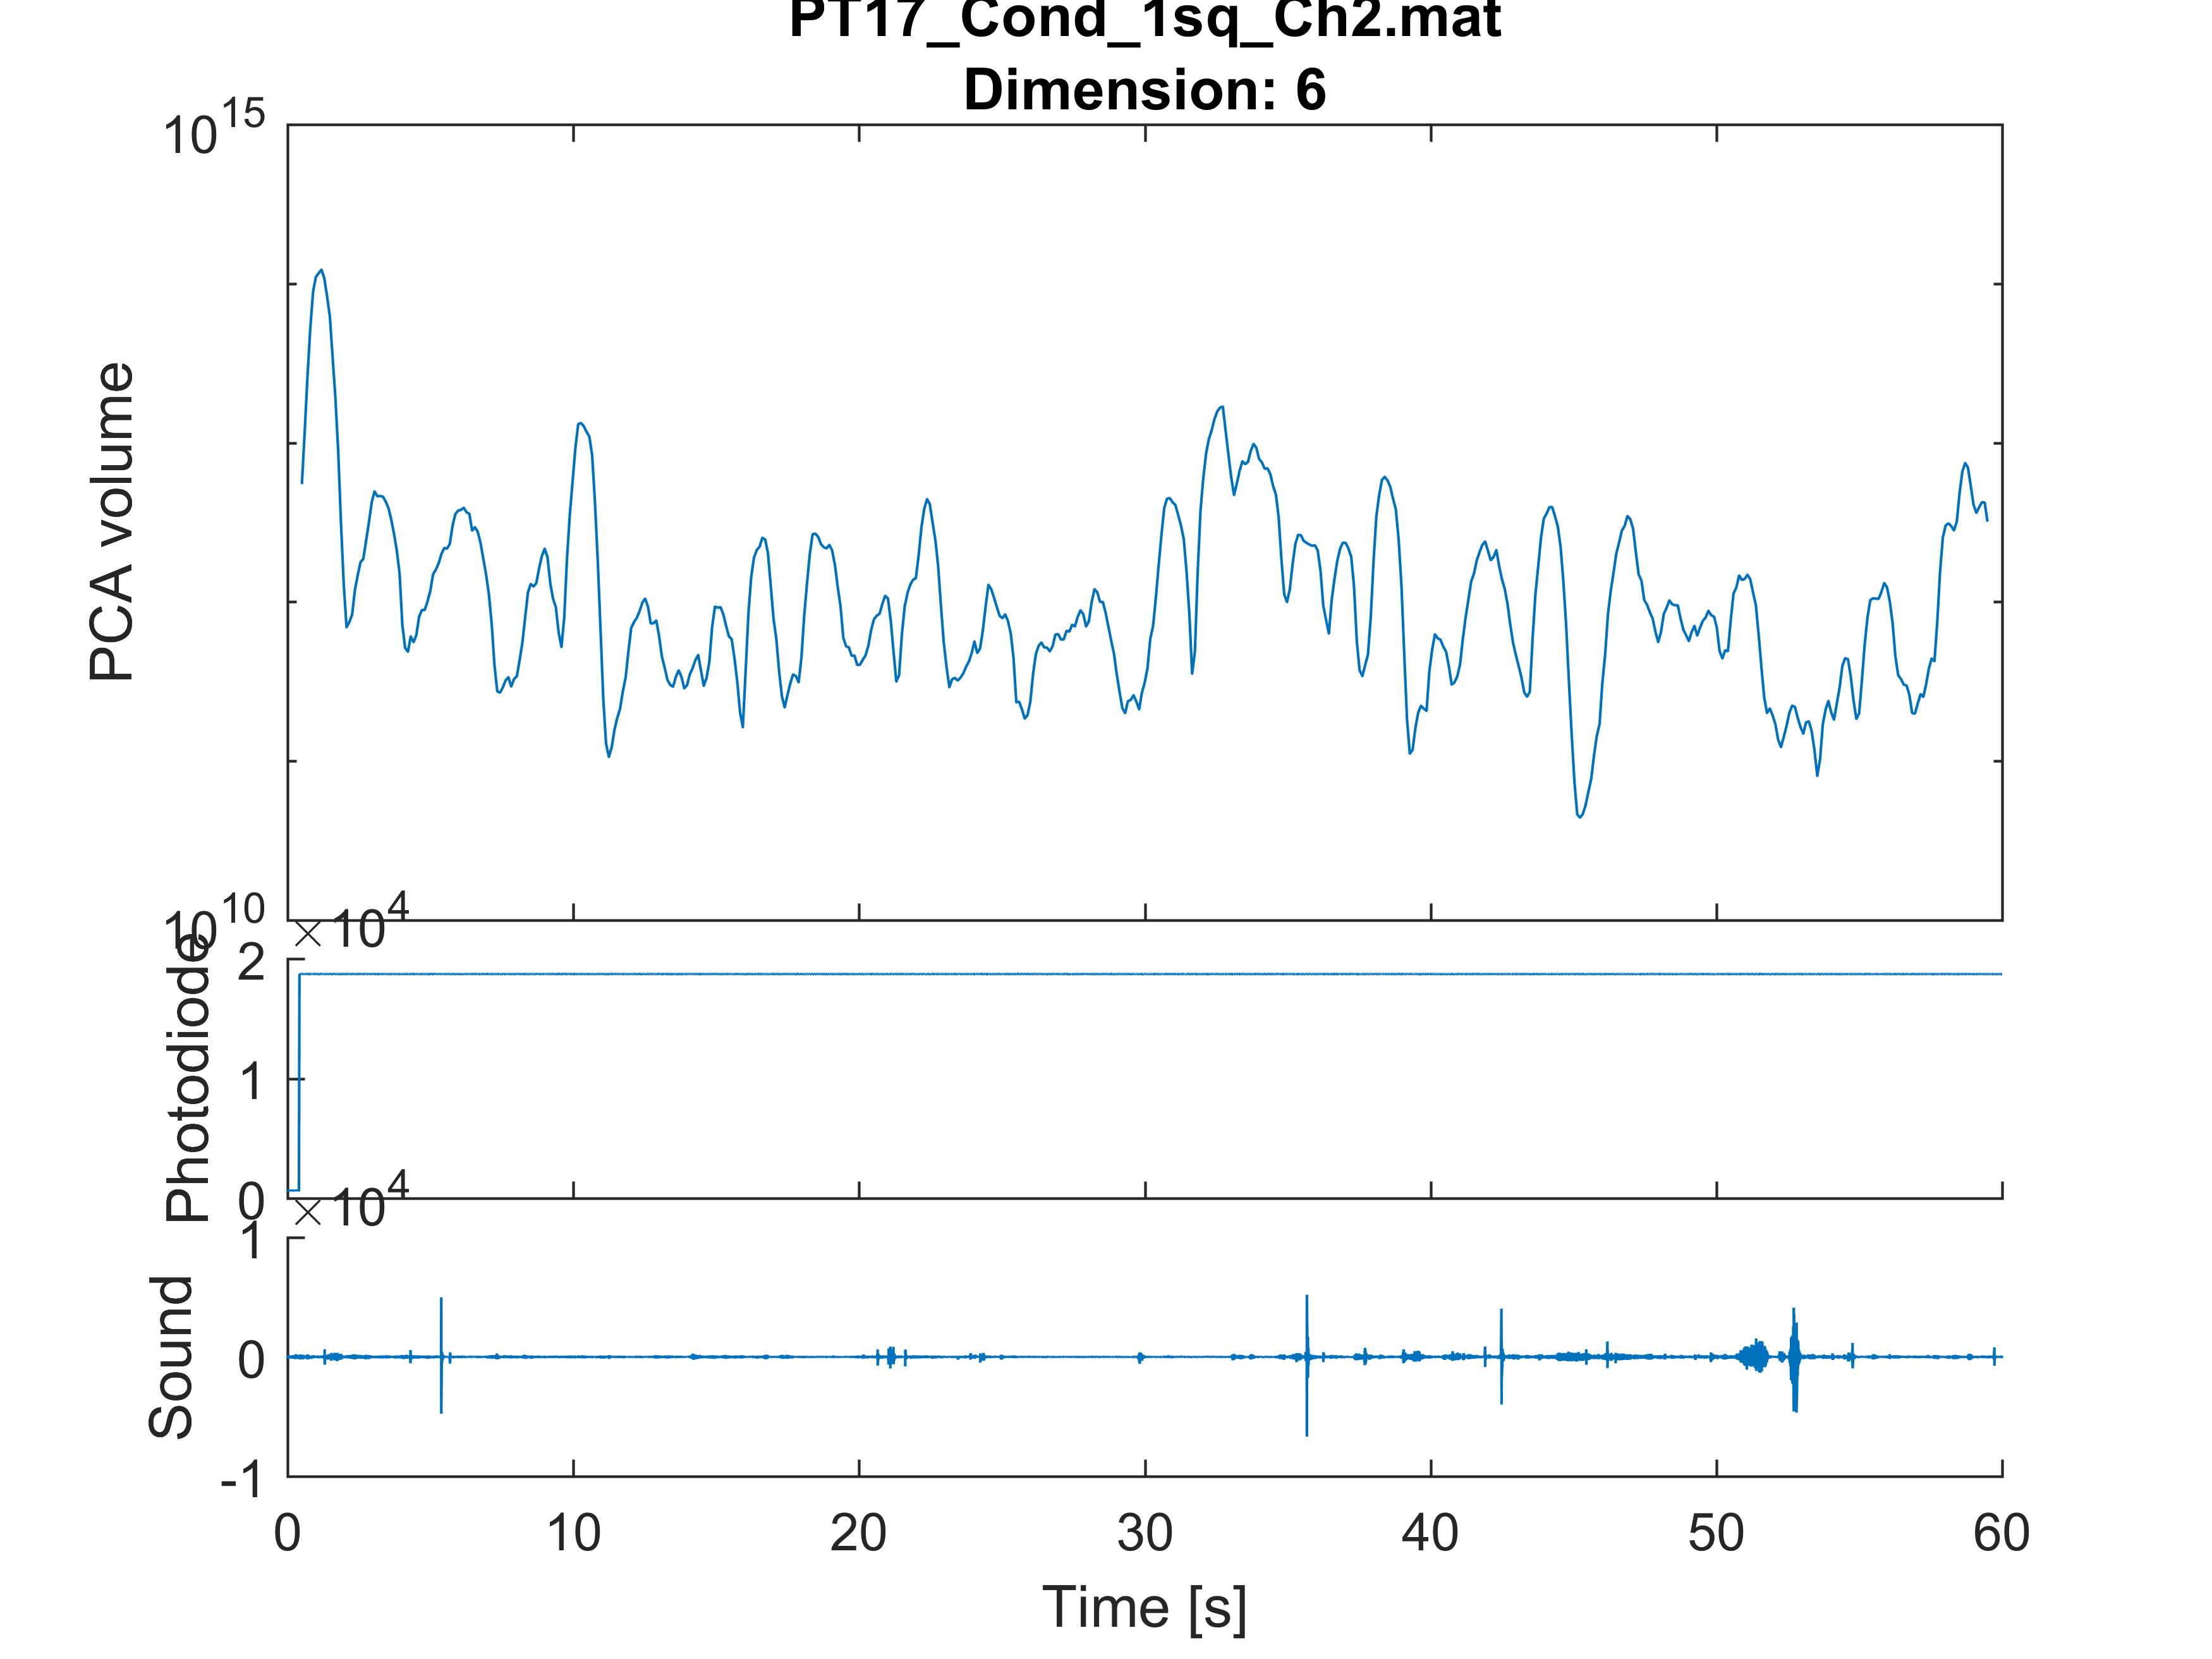 PT17_Cond_1sq_Ch2.mat
Dimension: 6
10^15
PCA volume
10^10
×10^4
2
1
0
Photodiode
×10^4
1
0
-1
Sound
0 10 20 30 40 50 60
Time [s]